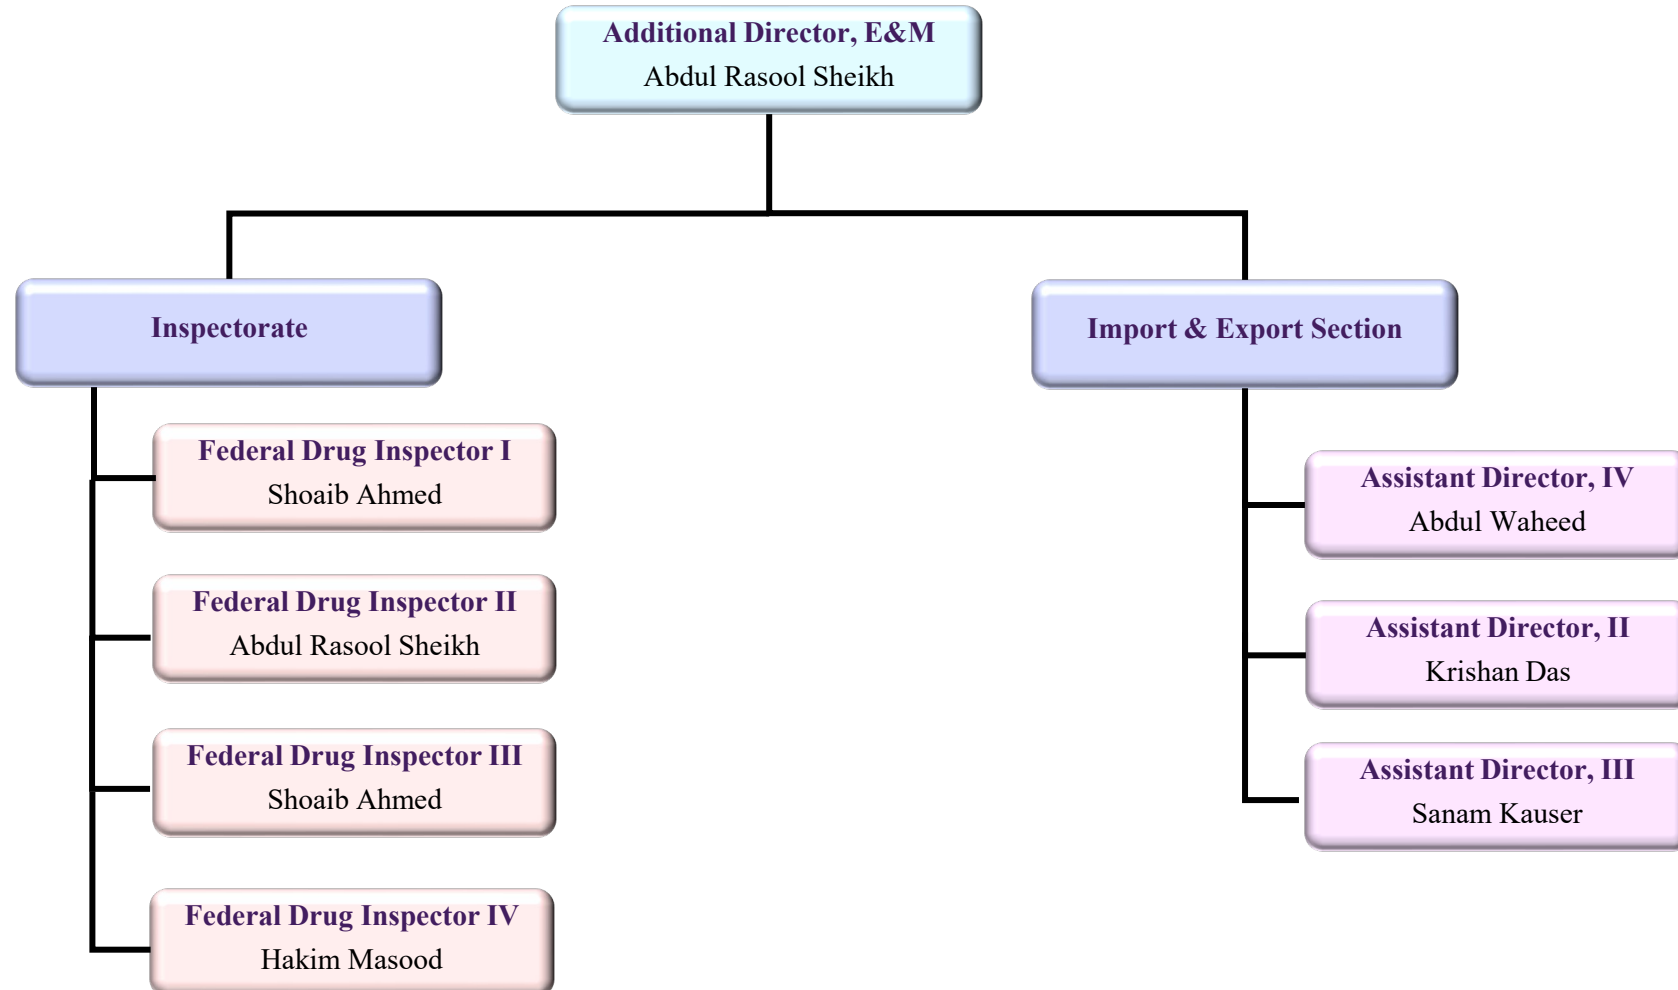 Additional Director, E&M
Abdul Rasool Sheikh
Inspectorate
Federal Drug Inspector I
Shoaib Ahmed
Federal Drug Inspector II
Abdul Rasool Sheikh
Federal Drug Inspector III
Shoaib Ahmed
Federal Drug Inspector IV
Hakim Masood
Import & Export Section
Assistant Director, IV
Abdul Waheed
Assistant Director, II
Krishan Das
Assistant Director, III
Sanam Kauser